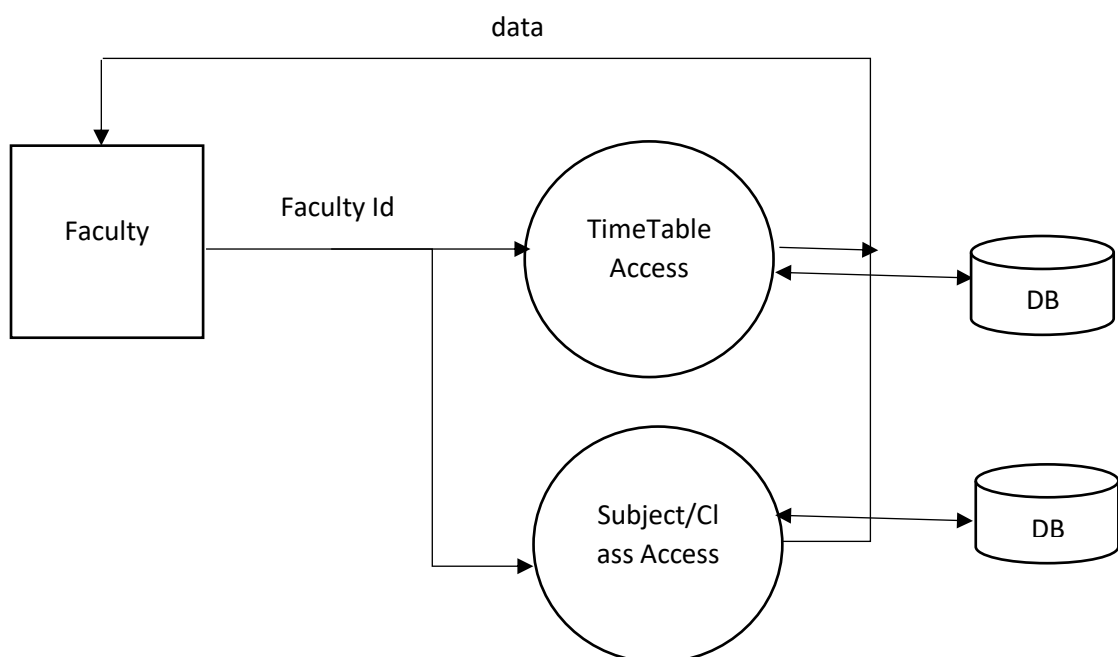 data
Faculty
Faculty Id
TimeTable
Access
DB
Subject/Cl
ass Access
DB